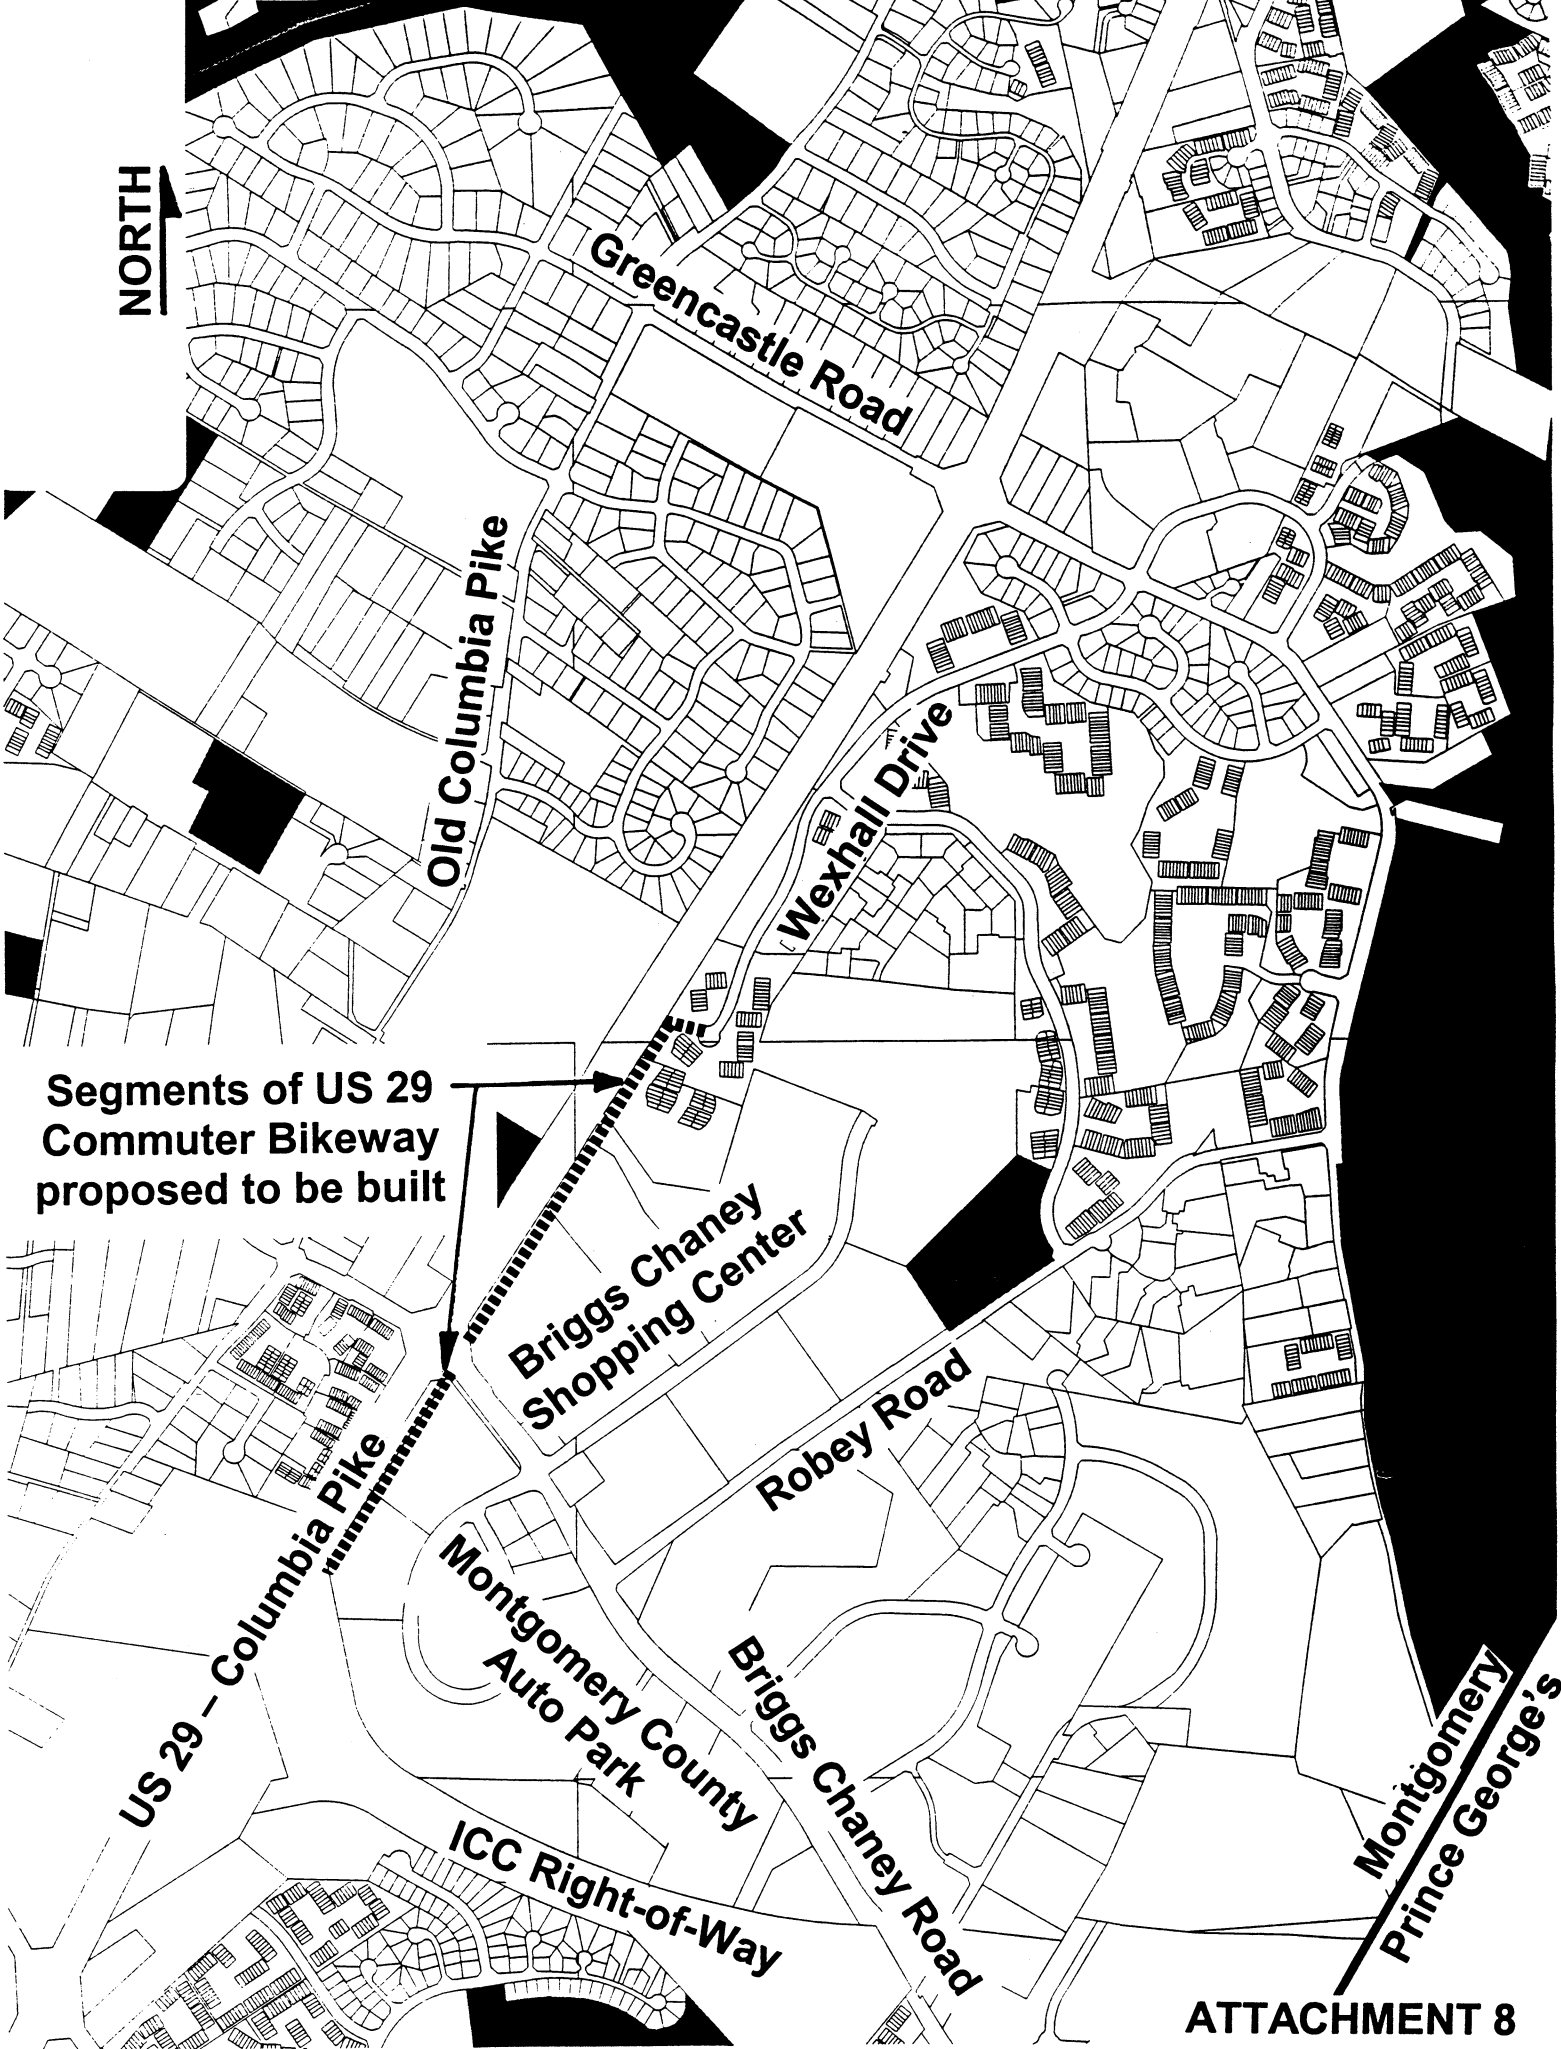 NORTH
Greencastle Road
Old Columbia Pike
Wexhall Drive
Segments of US 29
Commuter Bikeway
proposed to be built
Briggs Chaney
Shopping Center
Robey Road
US 29 – Columbia Pike
Montgomery County
Auto Park
Briggs Chaney Road
ICC Right-of-Way
Montgomery
Prince George's
ATTACHMENT 8